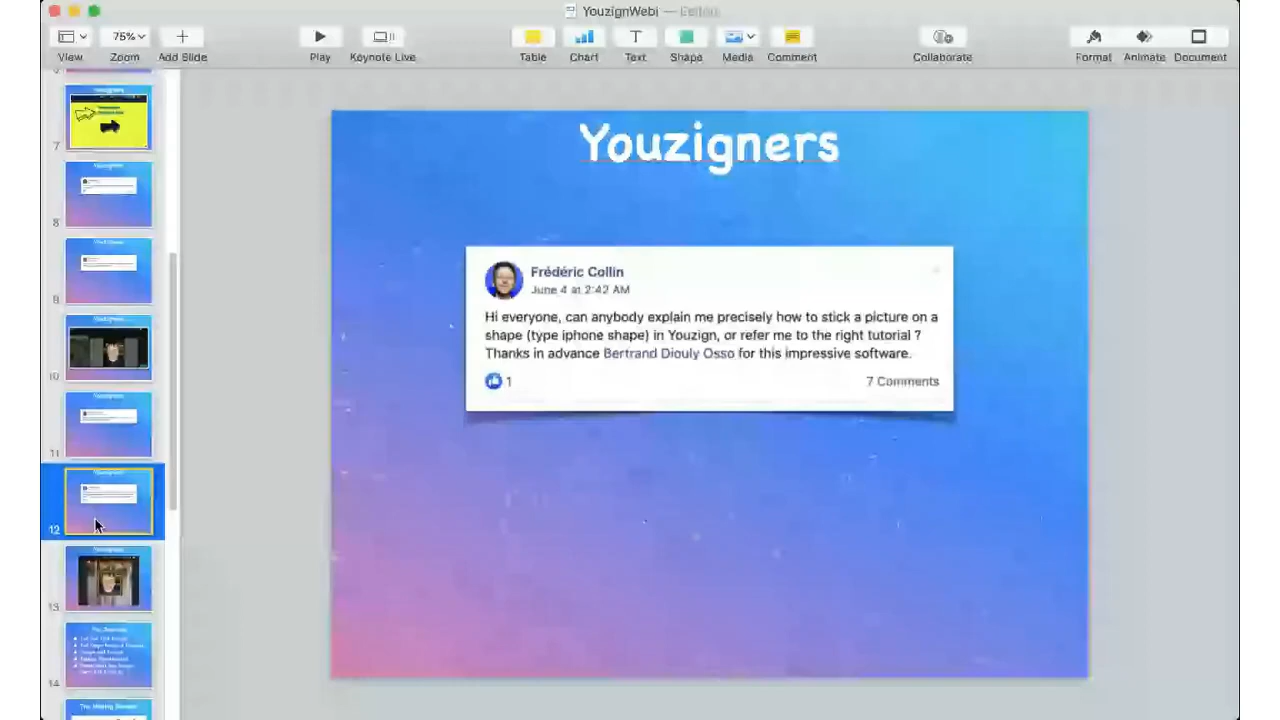 YouzignWebi — Edited
View
75%
Zoom
Add Slide
Play
Keynote Live
Table
Chart
Text
Shape
Media
Comment
Collaborate
Format
Animate
Document
7
8
9
10
11
12
13
14
Youzigners
Frédéric Collin
June 4 at 2:42 AM
Hi everyone, can anybody explain me precisely how to stick a picture on a
shape (type iphone shape) in Youzign, or refer me to the right tutorial ?
Thanks in advance Bertrand Diouly Osso for this impressive software.
1
7 Comments